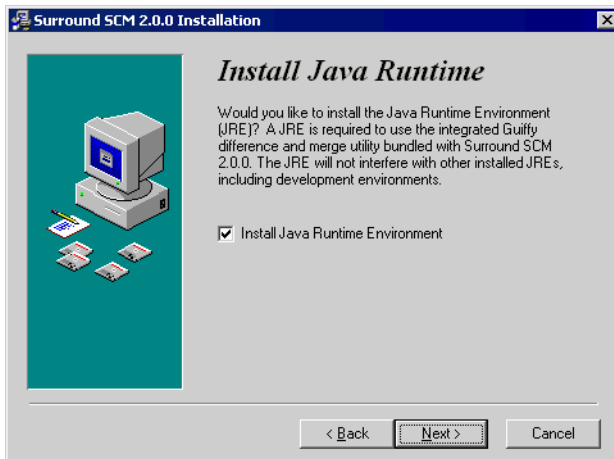 Surround SCM 2.0.0 Installation
Install Java Runtime
Would you like to install the Java Runtime Environment
(JRE)? A JRE is required to use the integrated Guiffy
difference and merge utility bundled with Surround SCM
2.0.0. The JRE will not interfere with other installed JREs,
including development environments.
Install Java Runtime Environment
< Back
Next >
Cancel